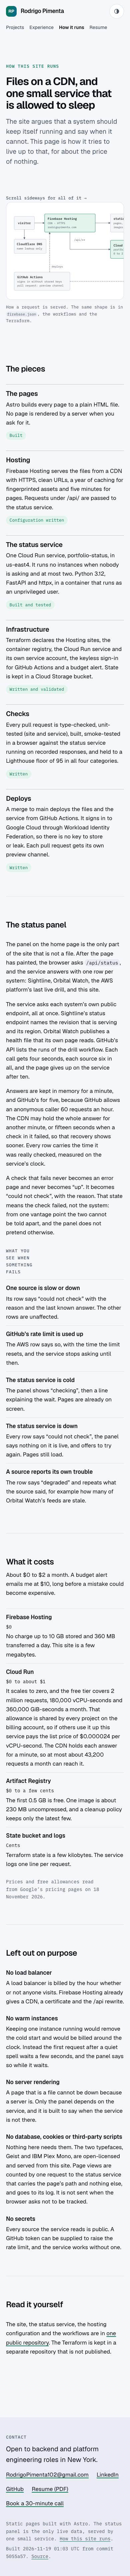 RP Rodrigo Pimenta
Projects Experience How it runs Resume
HOW THIS SITE RUNS
Files on a CDN, and
one small service that
is allowed to sleep
The site argues that a system should
keep itself running and say when it
cannot. This page is how it tries to
live up to that, for about the cost
of nothing.
Scroll sideways for all of it →
visitor
Firebase Hosting
Cloudflare DNS
GitHub Actions
How a request is served. The same shape is in
firebase.json, the workflows and the
Terraform.
The pieces
The pages
Astro builds every page to a plain HTML file.
No page is rendered by a server when you
ask for it.
Built
Hosting
Firebase Hosting serves the files from a CDN
with HTTPS, clean URLs, a year of caching for
fingerprinted assets and five minutes for
pages. Requests under /api/ are passed to
the status service.
Configuration written
The status service
One Cloud Run service, portfolio-status, in
us-east4. It runs no instances when nobody
is asking and at most two. Python 3.12,
FastAPI and httpx, in a container that runs as
an unprivileged user.
Built and tested
Infrastructure
Terraform declares the Hosting sites, the
container registry, the Cloud Run service and
its own service account, the keyless sign-in
for GitHub Actions and a budget alert. State
is kept in a Cloud Storage bucket.
Written and validated
Checks
Every pull request is type-checked, unit-
tested (site and service), built, and smoke-tested
in a browser against the status service
running on recorded responses, and held to a
Lighthouse floor of 95 in all four categories.
Written
Deploys
A merge to main deploys the files and the
service from GitHub Actions. It signs in to
Google Cloud through Workload Identity
Federation, so there is no key to store
or leak. Each pull request gets its own
preview channel.
Written
The status panel
The panel on the home page is the only part
of the site that is not a file. After the page
has painted, the browser asks /api/status,
and the service answers with one row per
system: Sightline, Orbital Watch, the AWS
platform's last live drill, and this site.
The service asks each system's own public
endpoint, all at once. Sightline's status
endpoint names the revision that is serving
and its region. Orbital Watch publishes a
health file that its own page reads. GitHub's
API lists the runs of the drill workflow. Each
call gets four seconds, each source six in
all, and the page gives up on the service
after ten.
Answers are kept in memory for a minute,
and GitHub's for five, because GitHub allows
an anonymous caller 60 requests an hour.
The CDN may hold the whole answer for
another minute, or fifteen seconds when a
check in it failed, so that recovery shows
soon. Every row carries the time it
was really checked, measured on the
service's clock.
A check that fails never becomes an error
page and never becomes "up". It becomes
"could not check", with the reason. That state
means the check failed, not the system:
from one vantage point the two cannot
be told apart, and the panel does not
pretend otherwise.
WHAT YOU
SEE WHEN
SOMETHING
FAILS
One source is slow or down
Its row says "could not check" with the
reason and the last known answer. The other
rows are unaffected.
GitHub's rate limit is used up
The AWS row says so, with the time the limit
resets, and the service stops asking until
then.
The status service is cold
The panel shows "checking", then a line
explaining the wait. Pages are already on
screen.
The status service is down
Every row says "could not check", the panel
says nothing on it is live, and offers to try
again. Pages still load.
A source reports its own trouble
The row says "degraded" and repeats what
the source said, for example how many of
Orbital Watch's feeds are stale.
What it costs
About $0 to $2 a month. A budget alert
emails me at $10, long before a mistake could
become expensive.
Firebase Hosting
$0
No charge up to 10 GB stored and 360 MB
transferred a day. This site is a few
megabytes.
Cloud Run
$0 to about $1
It scales to zero, and the free tier covers 2
million requests, 180,000 vCPU-seconds and
360,000 GiB-seconds a month. That
allowance is shared by every project on the
billing account, so if others use it up this
service pays the list price of $0.000024 per
vCPU-second. The CDN holds each answer
for a minute, so at most about 43,200
requests a month can reach it.
Artifact Registry
$0 to a few cents
The first 0.5 GB is free. One image is about
230 MB uncompressed, and a cleanup policy
keeps only the latest few.
State bucket and logs
Cents
Terraform state is a few kilobytes. The service
logs one line per request.
Prices and free allowances read
from Google's pricing pages on 18
November 2026.
Left out on purpose
No load balancer
A load balancer is billed by the hour whether
or not anyone visits. Firebase Hosting already
gives a CDN, a certificate and the /api rewrite.
No warm instances
Keeping one instance running would remove
the cold start and would be billed around the
clock. Instead the first request after a quiet
spell waits a few seconds, and the panel says
so while it waits.
No server rendering
A page that is a file cannot be down because
a server is. Only the panel depends on the
service, and it is built to say when the service
is not there.
No database, cookies or third-party scripts
Nothing here needs them. The two typefaces,
Geist and IBM Plex Mono, are open-licensed
and served from this site. Page views are
counted by one request to the status service
that carries the page's path and nothing else,
and it goes to its log. It is not sent when the
browser asks not to be tracked.
No secrets
Every source the service reads is public. A
GitHub token can be supplied to raise the
rate limit, and the service works without one.
Read it yourself
The site, the status service, the hosting
configuration and the workflows are in one
public repository. The Terraform is kept in a
separate repository that is not published.
CONTACT
Open to backend and platform
engineering roles in New York.
RodrigoPimenta102@gmail.com LinkedIn
GitHub Resume (PDF)
Book a 30-minute call
Static pages built with Astro. The status
panel is the only live data, served by
one small service. How this site runs.